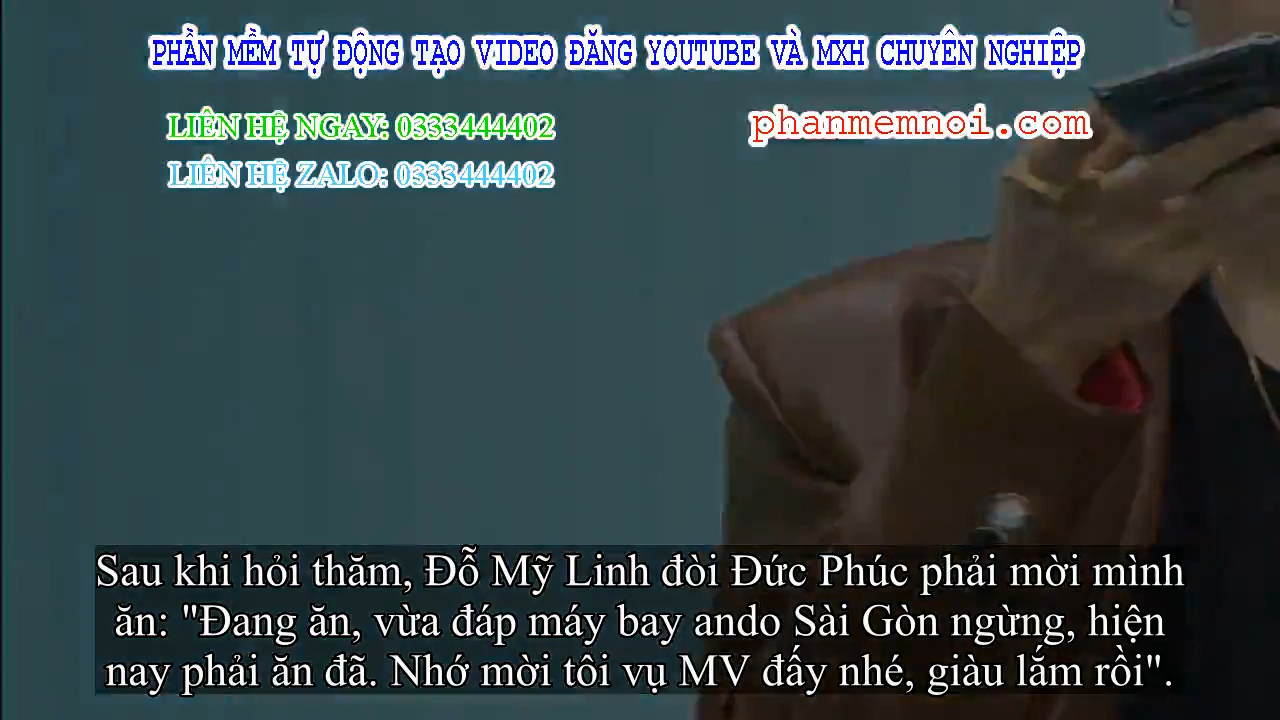 PHẦN MỀM TỰ ĐỘNG TẠO VIDEO ĐĂNG YOUTUBE VÀ MXH CHUYÊN NGHIỆP
LIÊN HỆ NGAY: 0333444402
phanmemnoi.com
LIÊN HỆ ZALO: 0333444402
Sau khi hỏi thăm, Đỗ Mỹ Linh đòi Đức Phúc phải mời mình
ăn: "Đang ăn, vừa đáp máy bay ando Sài Gòn ngừng, hiện
nay phải ăn đã. Nhớ mời tôi vụ MV đấy nhé, giàu lắm rồi".